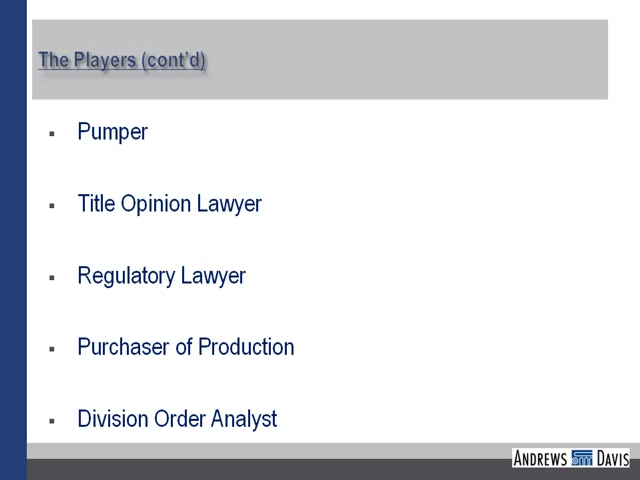 The Players (cont'd)
Pumper
Title Opinion Lawyer
Regulatory Lawyer
Purchaser of Production
Division Order Analyst
ANDREWS DAVIS